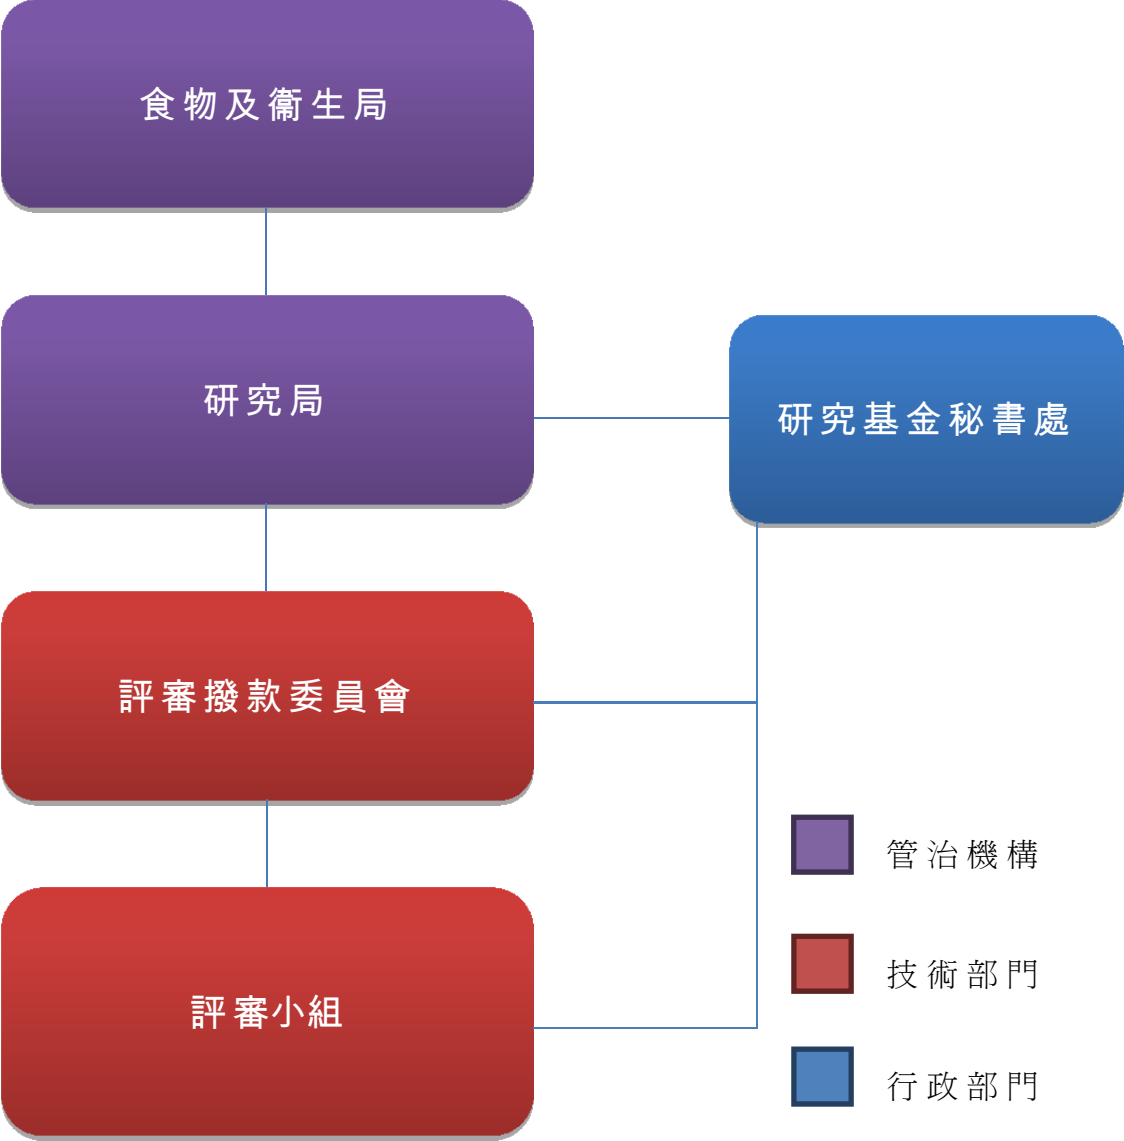 食物及衞生局
研究局
研究基金秘書處
評審撥款委員會
評審小組
管治機構
技術部門
行政部門